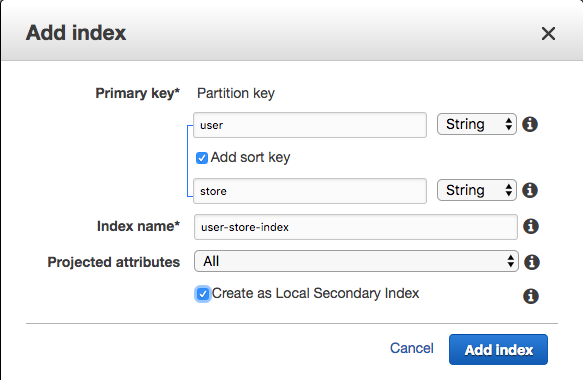 Add index
Primary key* Partition key
user String
Add sort key
store String
Index name* user-store-index
Projected attributes All
Create as Local Secondary Index
Cancel Add index